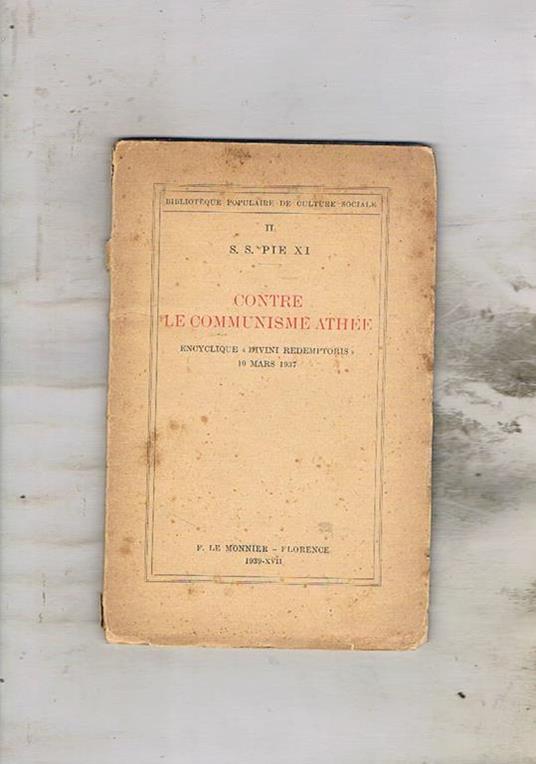 BIBLIOTÈQUE POPULAIRE DE CULTURE SOCIALE
II.
S. S. PIE XI
CONTRE
LE COMMUNISME ATHÉE
ENCYCLIQUE « DIVINI REDEMPTORIS »
19 MARS 1937
F. LE MONNIER - FLORENCE
1939-XVII